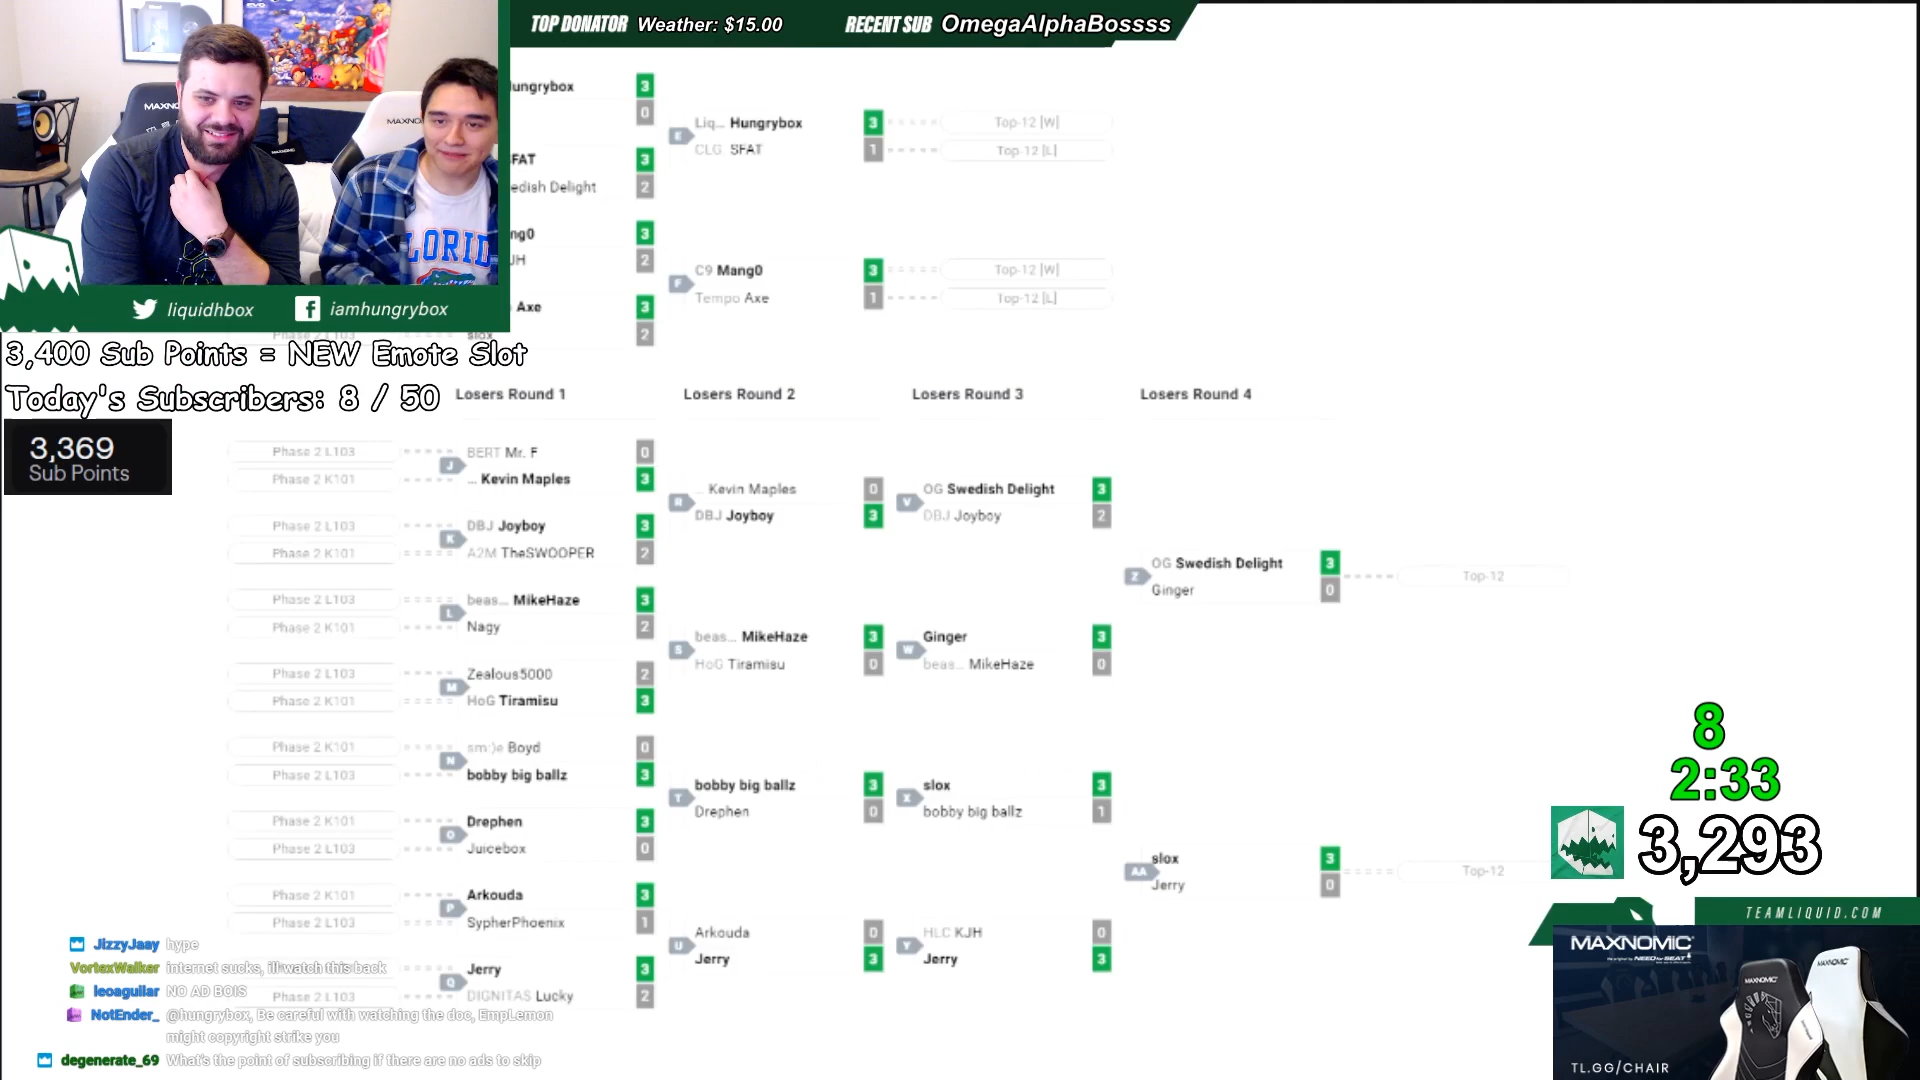 TOP DONATOR Weather: $15.00
RECENT SUB OmegaAlphaBossss
MAXNOMIC
LORID
liquidhbox
iamhungrybox
3,400 Sub Points = NEW Emote Slot
Today's Subscribers: 8 / 50
3,369
Sub Points
ungrybox 3
0
FAT 3
edish Delight 2
ng0 3
JH 2
Axe 3
slox 2
E
Liq... Hungrybox 3
CLG SFAT 1
Top-12 [W]
Top-12 [L]
F
C9 Mang0 3
Tempo Axe 1
Top-12 [W]
Top-12 [L]
Losers Round 1
Losers Round 2
Losers Round 3
Losers Round 4
Phase 2 L103
Phase 2 K101
J
BERT Mr. F 0
... Kevin Maples 3
Phase 2 L103
Phase 2 K101
K
DBJ Joyboy 3
A2M TheSWOOPER 2
Phase 2 L103
Phase 2 K101
L
beas... MikeHaze 3
Nagy 2
Phase 2 L103
Phase 2 K101
M
Zealous5000 2
HoG Tiramisu 3
Phase 2 K101
Phase 2 L103
N
sm:)e Boyd 0
bobby big ballz 3
Phase 2 K101
Phase 2 L103
O
Drephen 3
Juicebox 0
Phase 2 K101
Phase 2 L103
P
Arkouda 3
SypherPhoenix 1
Phase 2 L103
Q
Jerry 3
DIGNITAS Lucky 2
R
... Kevin Maples 0
DBJ Joyboy 3
S
beas... MikeHaze 3
HoG Tiramisu 0
T
bobby big ballz 3
Drephen 0
U
Arkouda 0
Jerry 3
V
OG Swedish Delight 3
DBJ Joyboy 2
W
Ginger 3
beas... MikeHaze 0
X
slox 3
bobby big ballz 1
Y
HLC KJH 0
Jerry 3
Z
OG Swedish Delight 3
Ginger 0
Top-12
AA
slox 3
Jerry 0
Top-12
JizzyJaay hype
VortexWalker internet sucks, ill watch this back
leoaguilar NO AD BOIS
NotEnder_ @hungrybox, Be careful with watching the doc, EmpLemon
might copyright strike you
degenerate_69 What's the point of subscribing if there are no ads to skip
8
2:33
3,293
TEAMLIQUID.COM
MAXNOMIC
TL.GG/CHAIR